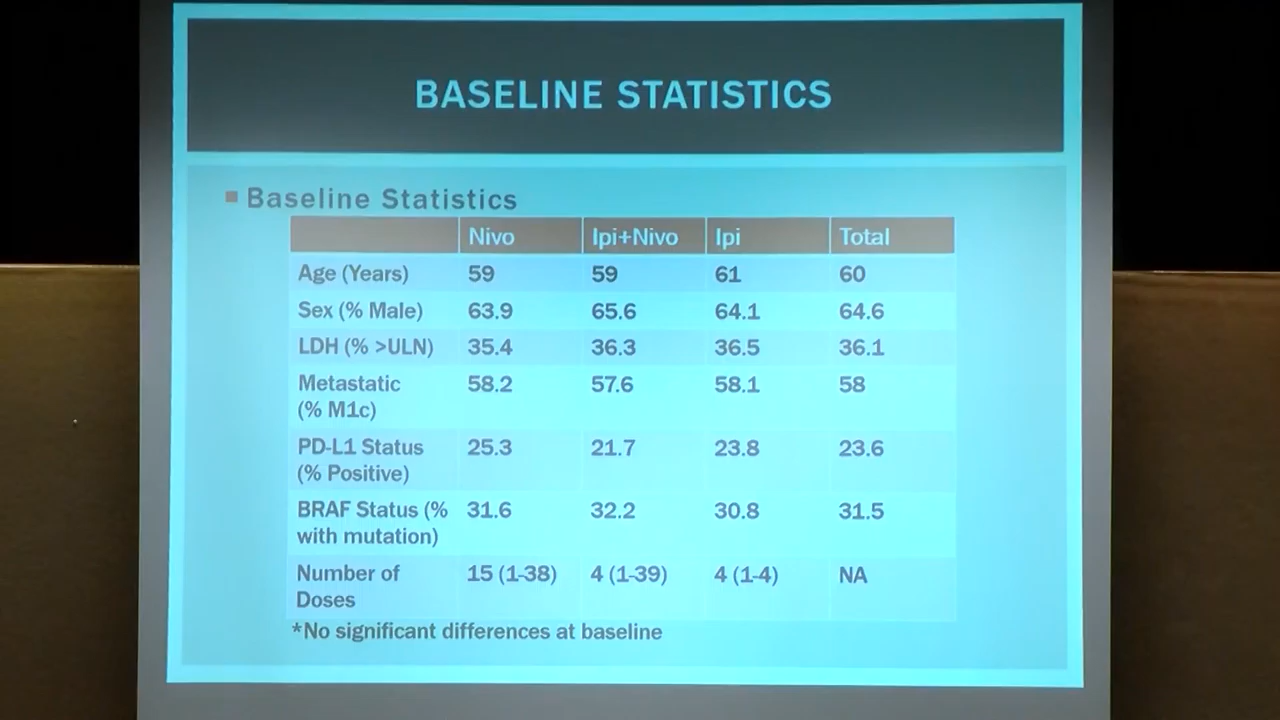 BASELINE STATISTICS
Baseline Statistics
Nivo Ipi+Nivo Ipi Total
Age (Years) 59 59 61 60
Sex (% Male) 63.9 65.6 64.1 64.6
LDH (% >ULN) 35.4 36.3 36.5 36.1
Metastatic 58.2 57.6 58.1 58
(% M1c)
PD-L1 Status 25.3 21.7 23.8 23.6
(% Positive)
BRAF Status (% 31.6 32.2 30.8 31.5
with mutation)
Number of 15 (1-38) 4 (1-39) 4 (1-4) NA
Doses
*No significant differences at baseline